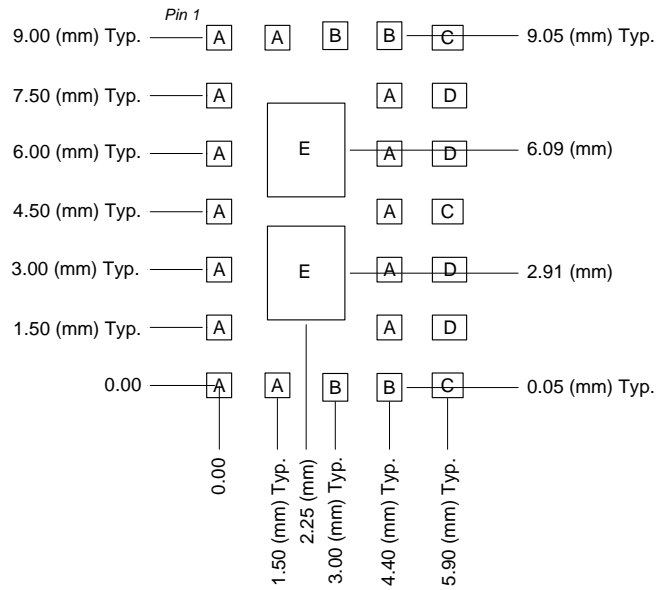 Pin 1
9.00 (mm) Typ. A A B B C 9.05 (mm) Typ.
7.50 (mm) Typ. A A D
6.00 (mm) Typ. A E A D 6.09 (mm)
4.50 (mm) Typ. A A C
3.00 (mm) Typ. A E A D 2.91 (mm)
1.50 (mm) Typ. A A D
0.00 A A B B C 0.05 (mm) Typ.
0.00
1.50 (mm) Typ.
2.25 (mm)
3.00 (mm) Typ.
4.40 (mm) Typ.
5.90 (mm) Typ.